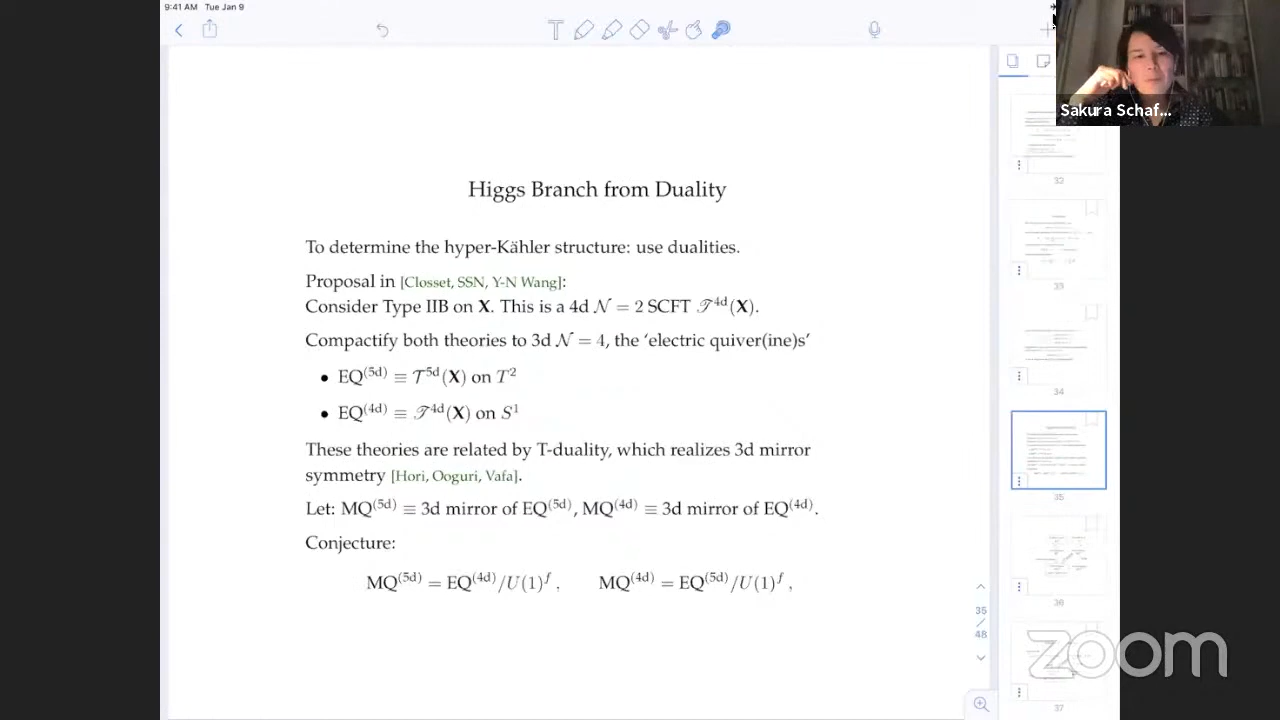 9:41 AM Tue Jan 9
Higgs Branch from Duality
To determine the hyper-Kähler structure: use dualities.
Proposal in [Closset, SSN, Y-N Wang]:
Consider Type IIB on X. This is a 4d 𝒩 = 2 SCFT 𝒯^4d(X).
Compactify both theories to 3d 𝒩 = 4, the ‘electric quiver(ine)s’
• EQ^(5d) ≡ 𝒯^5d(X) on T^2
• EQ^(4d) ≡ 𝒯^4d(X) on S^1
These theories are related by T-duality, which realizes 3d mirror
symmetry [Hori, Ooguri, Vafa].
Let: MQ^(5d) ≡ 3d mirror of EQ^(5d), MQ^(4d) ≡ 3d mirror of EQ^(4d).
Conjecture:
MQ^(5d) = EQ^(4d)/U(1)^f , MQ^(4d) = EQ^(5d)/U(1)^f ,
35
/
48
Sakura Schaf...
32
33
34
35
36
37
zoom